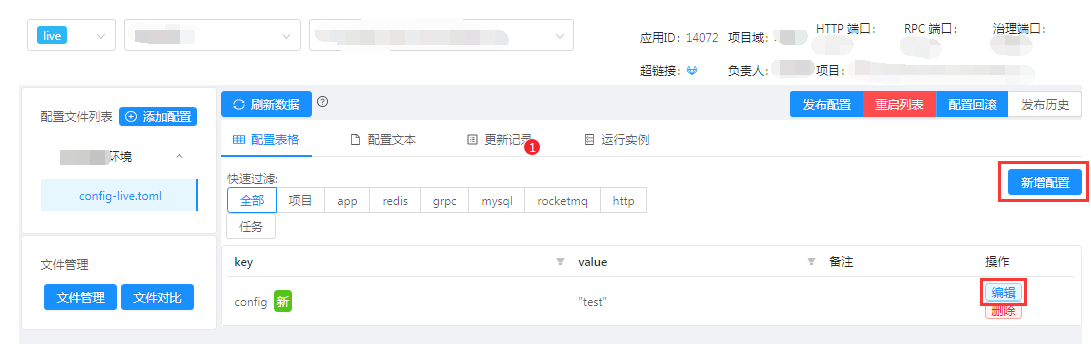 live
HTTP 端口: RPC 端口: 治理端口:
应用ID: 14072 项目域:
超链接: 负责人: 项目:
配置文件列表 添加配置
环境
config-live.toml
文件管理
文件管理 文件对比
刷新数据 发布配置 重启列表 配置回滚 发布历史
配置表格 配置文本 更新记录 1 运行实例
快速过滤:
新增配置
全部 项目 app redis grpc mysql rocketmq http
任务
key value 备注 操作
config 新 "test" 编辑
删除